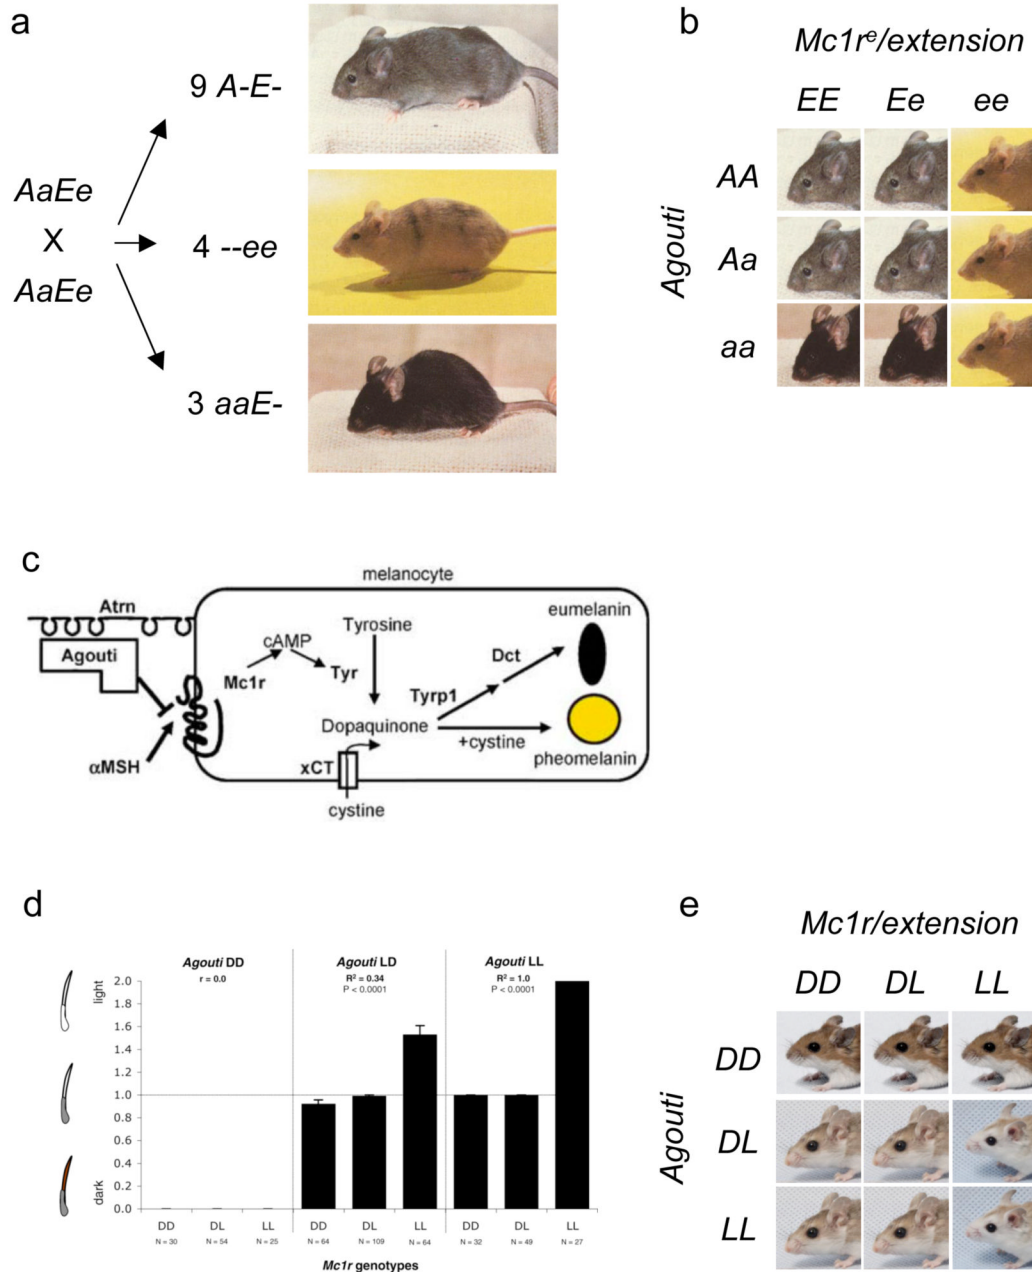 a
9 A-E-
AaEe
X
AaEe
4 --ee
3 aaE-
b
Mc1rᵉ/extension
EE Ee ee
Agouti
AA
Aa
aa
c
melanocyte
Atrn
Agouti
αMSH
Mc1r
cAMP
Tyr
Tyrosine
Dopaquinone
xCT
cystine
Tyrp1
Dct
+cystine
eumelanin
pheomelanin
d
Agouti DD
r = 0.0
Agouti LD
R² = 0.34
P < 0.0001
Agouti LL
R² = 1.0
P < 0.0001
light
dark
2.0
1.8
1.6
1.4
1.2
1.0
0.8
0.6
0.4
0.2
0.0
DD DL LL DD DL LL DD DL LL
N = 30 N = 54 N = 25 N = 64 N = 109 N = 64 N = 32 N = 49 N = 27
Mc1r genotypes
e
Mc1r/extension
DD DL LL
Agouti
DD
DL
LL